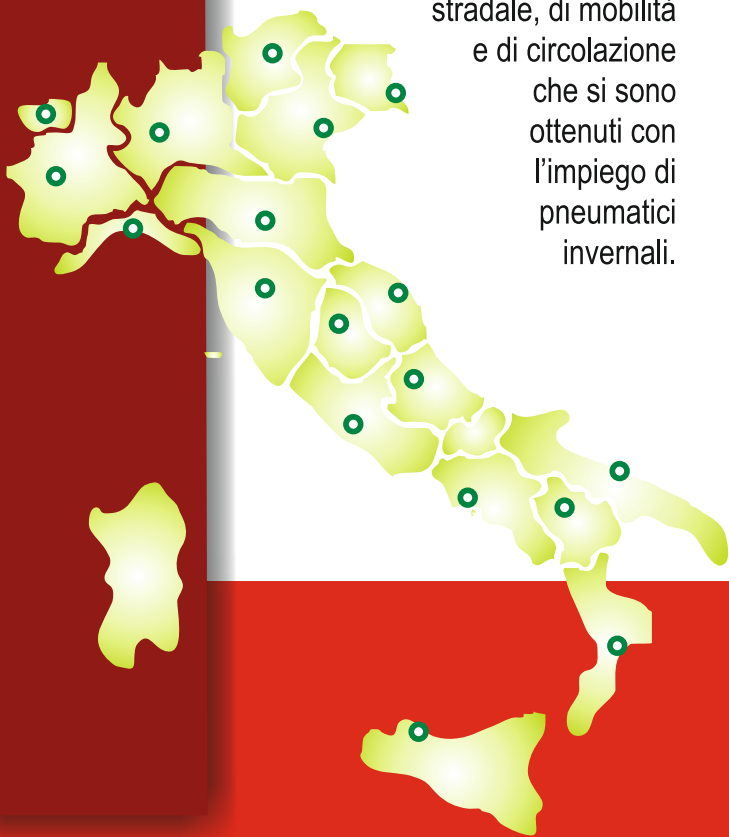 stradale, di mobilità
e di circolazione
che si sono
ottenuti con
l'impiego di
pneumatici
invernali.